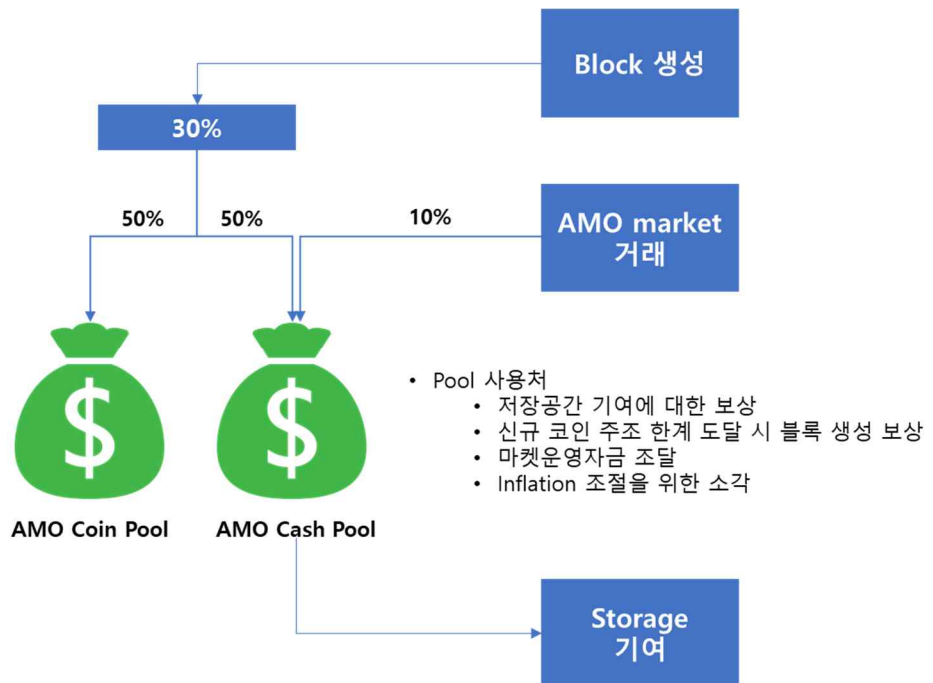 Block 생성
30%
50%
50%
10%
AMO market
거래
• Pool 사용처
• 저장공간 기여에 대한 보상
• 신규 코인 주조 한계 도달 시 블록 생성 보상
• 마켓운영자금 조달
• Inflation 조절을 위한 소각
$
$
AMO Coin Pool
AMO Cash Pool
Storage
기여